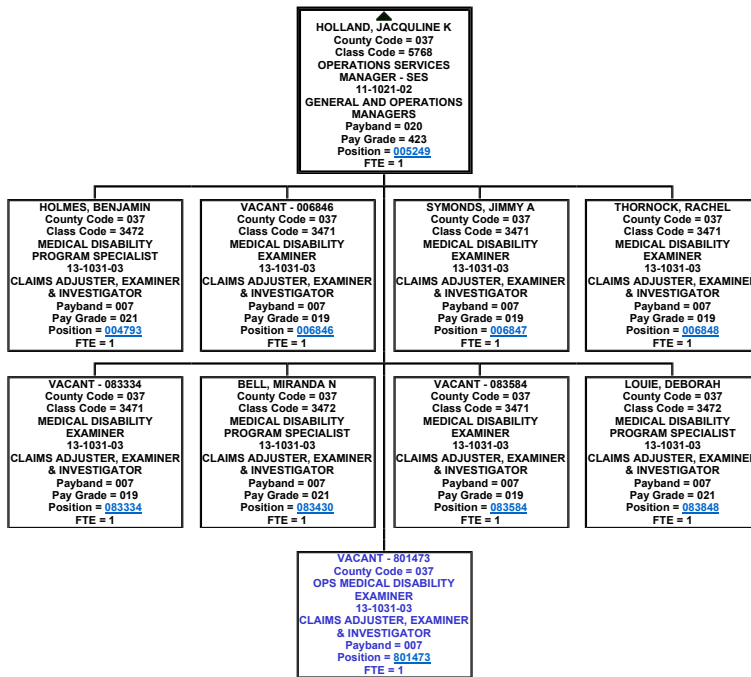 HOLLAND, JACQULINE K
County Code = 037
Class Code = 5768
OPERATIONS SERVICES
MANAGER - SES
11-1021-02
GENERAL AND OPERATIONS
MANAGERS
Payband = 020
Pay Grade = 423
Position = 005249
FTE = 1
HOLMES, BENJAMIN
County Code = 037
Class Code = 3472
MEDICAL DISABILITY
PROGRAM SPECIALIST
13-1031-03
CLAIMS ADJUSTER, EXAMINER
& INVESTIGATOR
Payband = 007
Pay Grade = 021
Position = 004793
FTE = 1
VACANT - 006846
County Code = 037
Class Code = 3471
MEDICAL DISABILITY
EXAMINER
13-1031-03
CLAIMS ADJUSTER, EXAMINER
& INVESTIGATOR
Payband = 007
Pay Grade = 019
Position = 006846
FTE = 1
SYMONDS, JIMMY A
County Code = 037
Class Code = 3471
MEDICAL DISABILITY
EXAMINER
13-1031-03
CLAIMS ADJUSTER, EXAMINER
& INVESTIGATOR
Payband = 007
Pay Grade = 019
Position = 006847
FTE = 1
THORNOCK, RACHEL
County Code = 037
Class Code = 3471
MEDICAL DISABILITY
EXAMINER
13-1031-03
CLAIMS ADJUSTER, EXAMINER
& INVESTIGATOR
Payband = 007
Pay Grade = 019
Position = 006848
FTE = 1
VACANT - 083334
County Code = 037
Class Code = 3471
MEDICAL DISABILITY
EXAMINER
13-1031-03
CLAIMS ADJUSTER, EXAMINER
& INVESTIGATOR
Payband = 007
Pay Grade = 019
Position = 083334
FTE = 1
BELL, MIRANDA N
County Code = 037
Class Code = 3472
MEDICAL DISABILITY
PROGRAM SPECIALIST
13-1031-03
CLAIMS ADJUSTER, EXAMINER
& INVESTIGATOR
Payband = 007
Pay Grade = 021
Position = 083430
FTE = 1
VACANT - 083584
County Code = 037
Class Code = 3471
MEDICAL DISABILITY
EXAMINER
13-1031-03
CLAIMS ADJUSTER, EXAMINER
& INVESTIGATOR
Payband = 007
Pay Grade = 019
Position = 083584
FTE = 1
LOUIE, DEBORAH
County Code = 037
Class Code = 3472
MEDICAL DISABILITY
PROGRAM SPECIALIST
13-1031-03
CLAIMS ADJUSTER, EXAMINER
& INVESTIGATOR
Payband = 007
Pay Grade = 021
Position = 083848
FTE = 1
VACANT - 801473
County Code = 037
OPS MEDICAL DISABILITY
EXAMINER
13-1031-03
CLAIMS ADJUSTER, EXAMINER
& INVESTIGATOR
Payband = 007
Position = 801473
FTE = 1